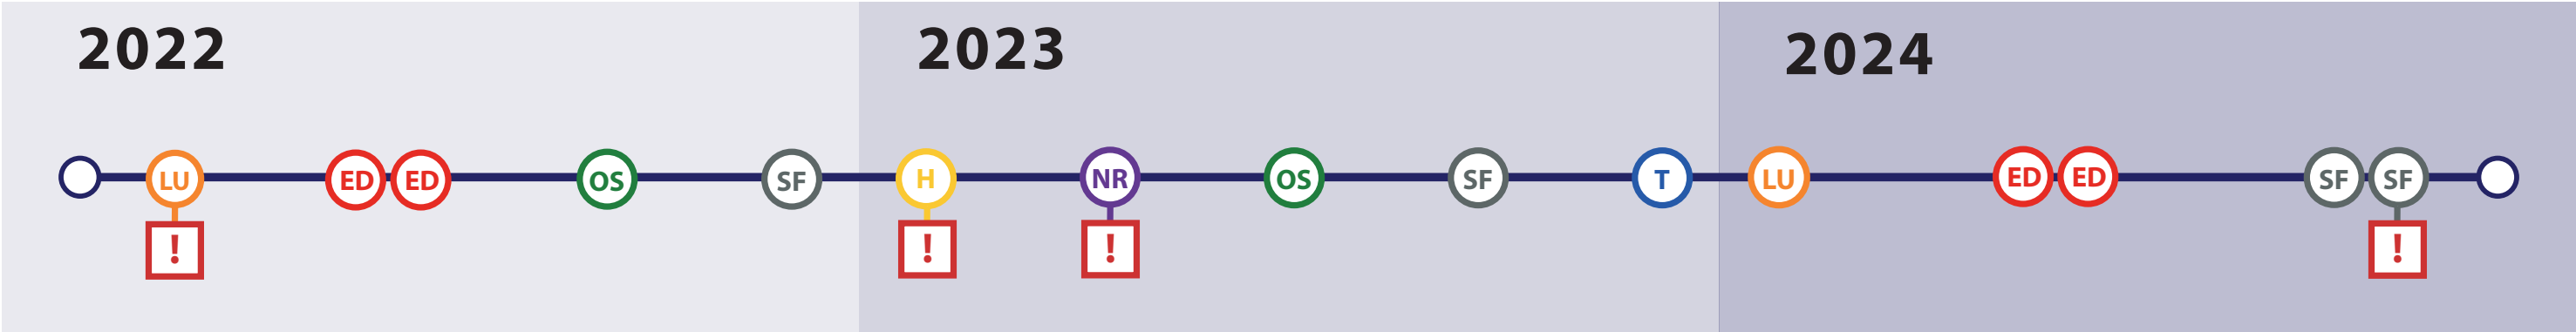 2022 2023 2024
LU ED ED OS SF H NR OS SF T LU ED ED SF SF
! ! ! !